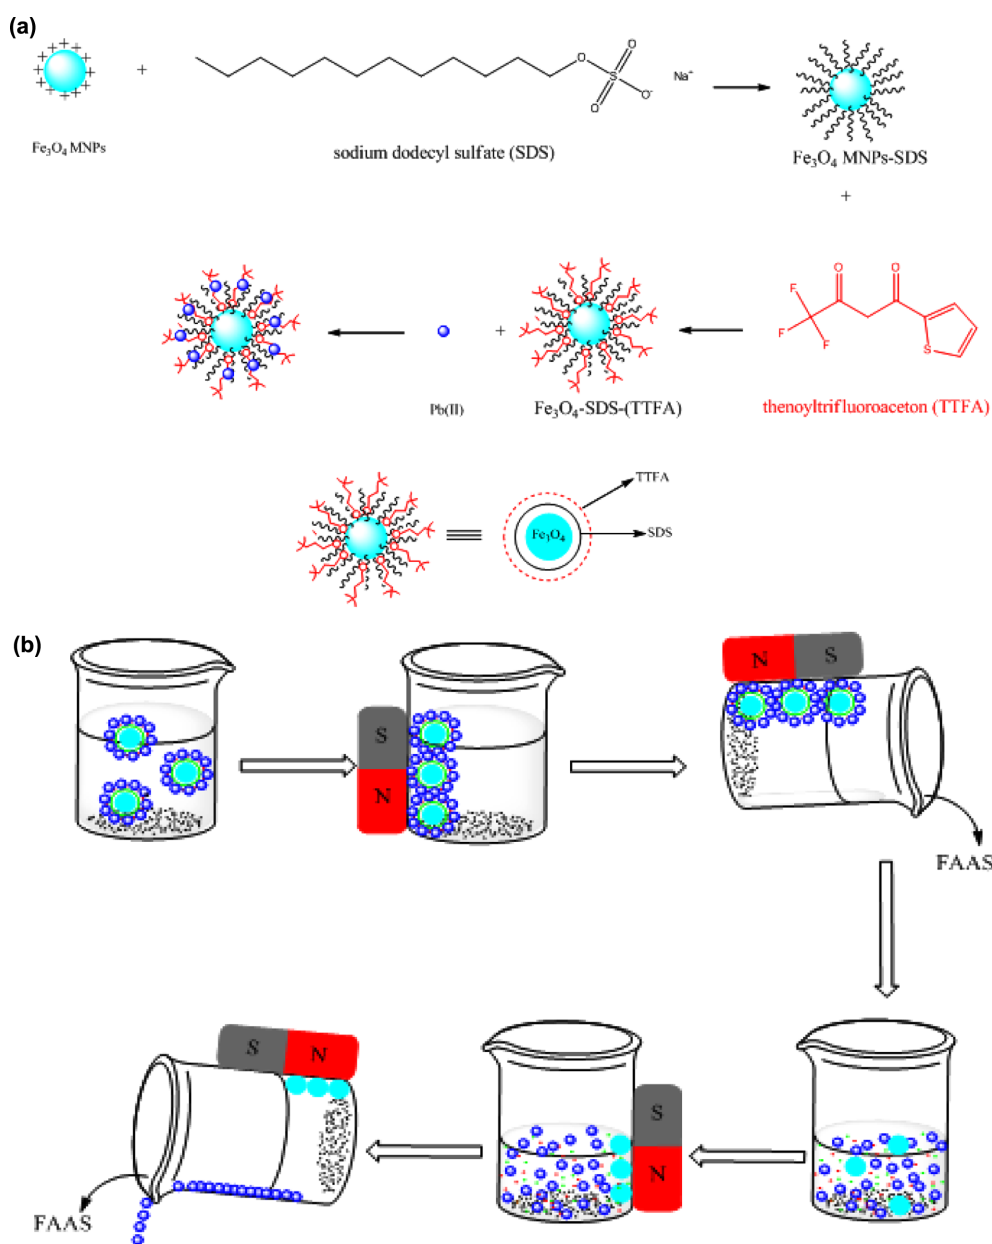 (a)
+
Na⁺
Fe₃O₄ MNPs
sodium dodecyl sulfate (SDS)
Fe₃O₄ MNPs-SDS
+
O
O
O
O⁻
O
O
F
F
F
S
+
Pb(II)
Fe₃O₄-SDS-(TTFA)
thenoyltrifluoroaceton (TTFA)
TTFA
Fe₃O₄
SDS
(b)
N S
S
N
FAAS
S N
S
N
FAAS